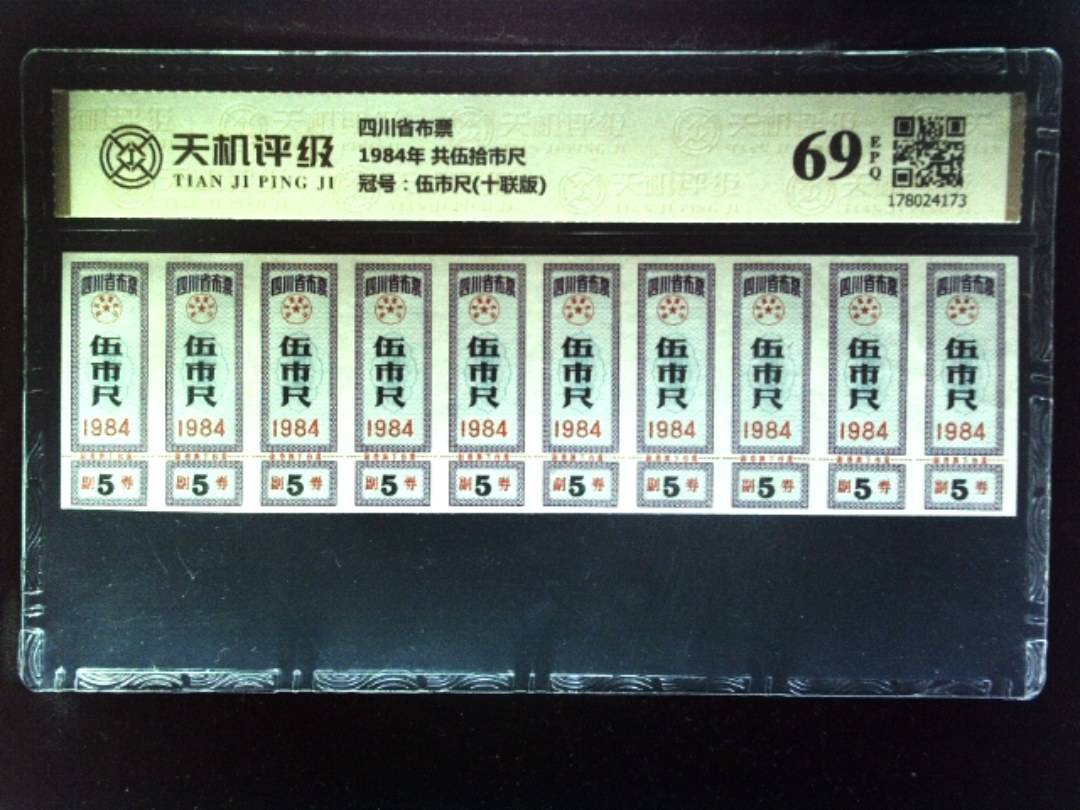 天机评级
TIAN JI PING JI
四川省布票
1984年 共伍拾市尺
冠号：伍市尺(十联版)
69
EPQ
178024173
四川省布票 四川省布票 四川省布票 四川省布票 四川省布票 四川省布票 四川省布票 四川省布票 四川省布票 四川省布票
伍市尺 伍市尺 伍市尺 伍市尺 伍市尺 伍市尺 伍市尺 伍市尺 伍市尺 伍市尺
1984 1984 1984 1984 1984 1984 1984 1984 1984 1984
副5券 副5券 副5券 副5券 副5券 副5券 副5券 副5券 副5券 副5券